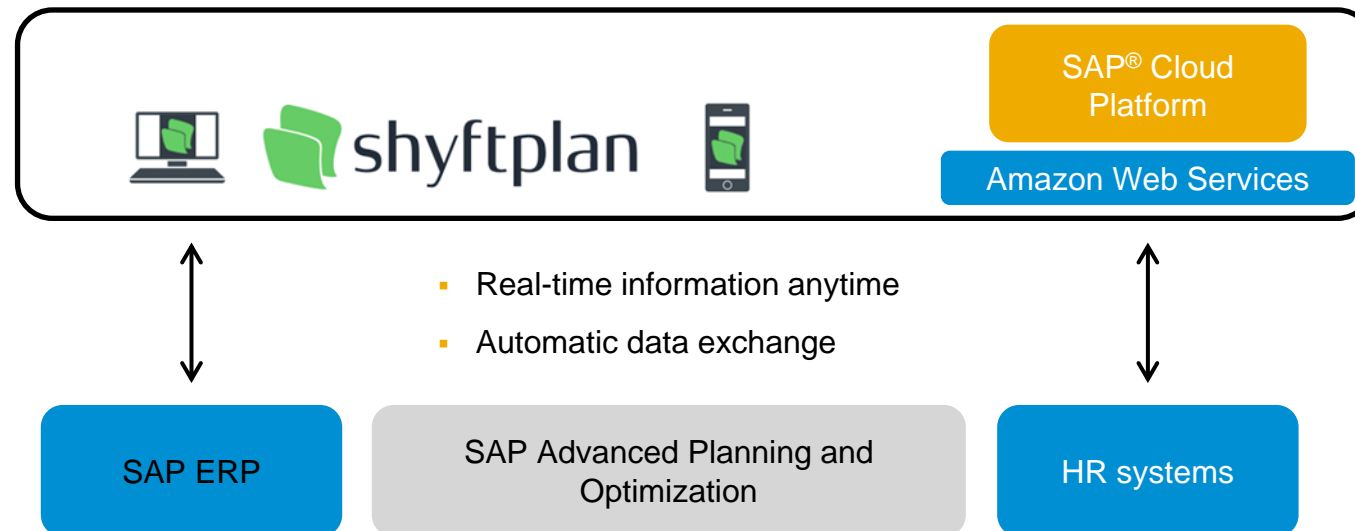 shyftplan
SAP® Cloud
Platform
Amazon Web Services
Real-time information anytime
Automatic data exchange
SAP ERP
SAP Advanced Planning and
Optimization
HR systems